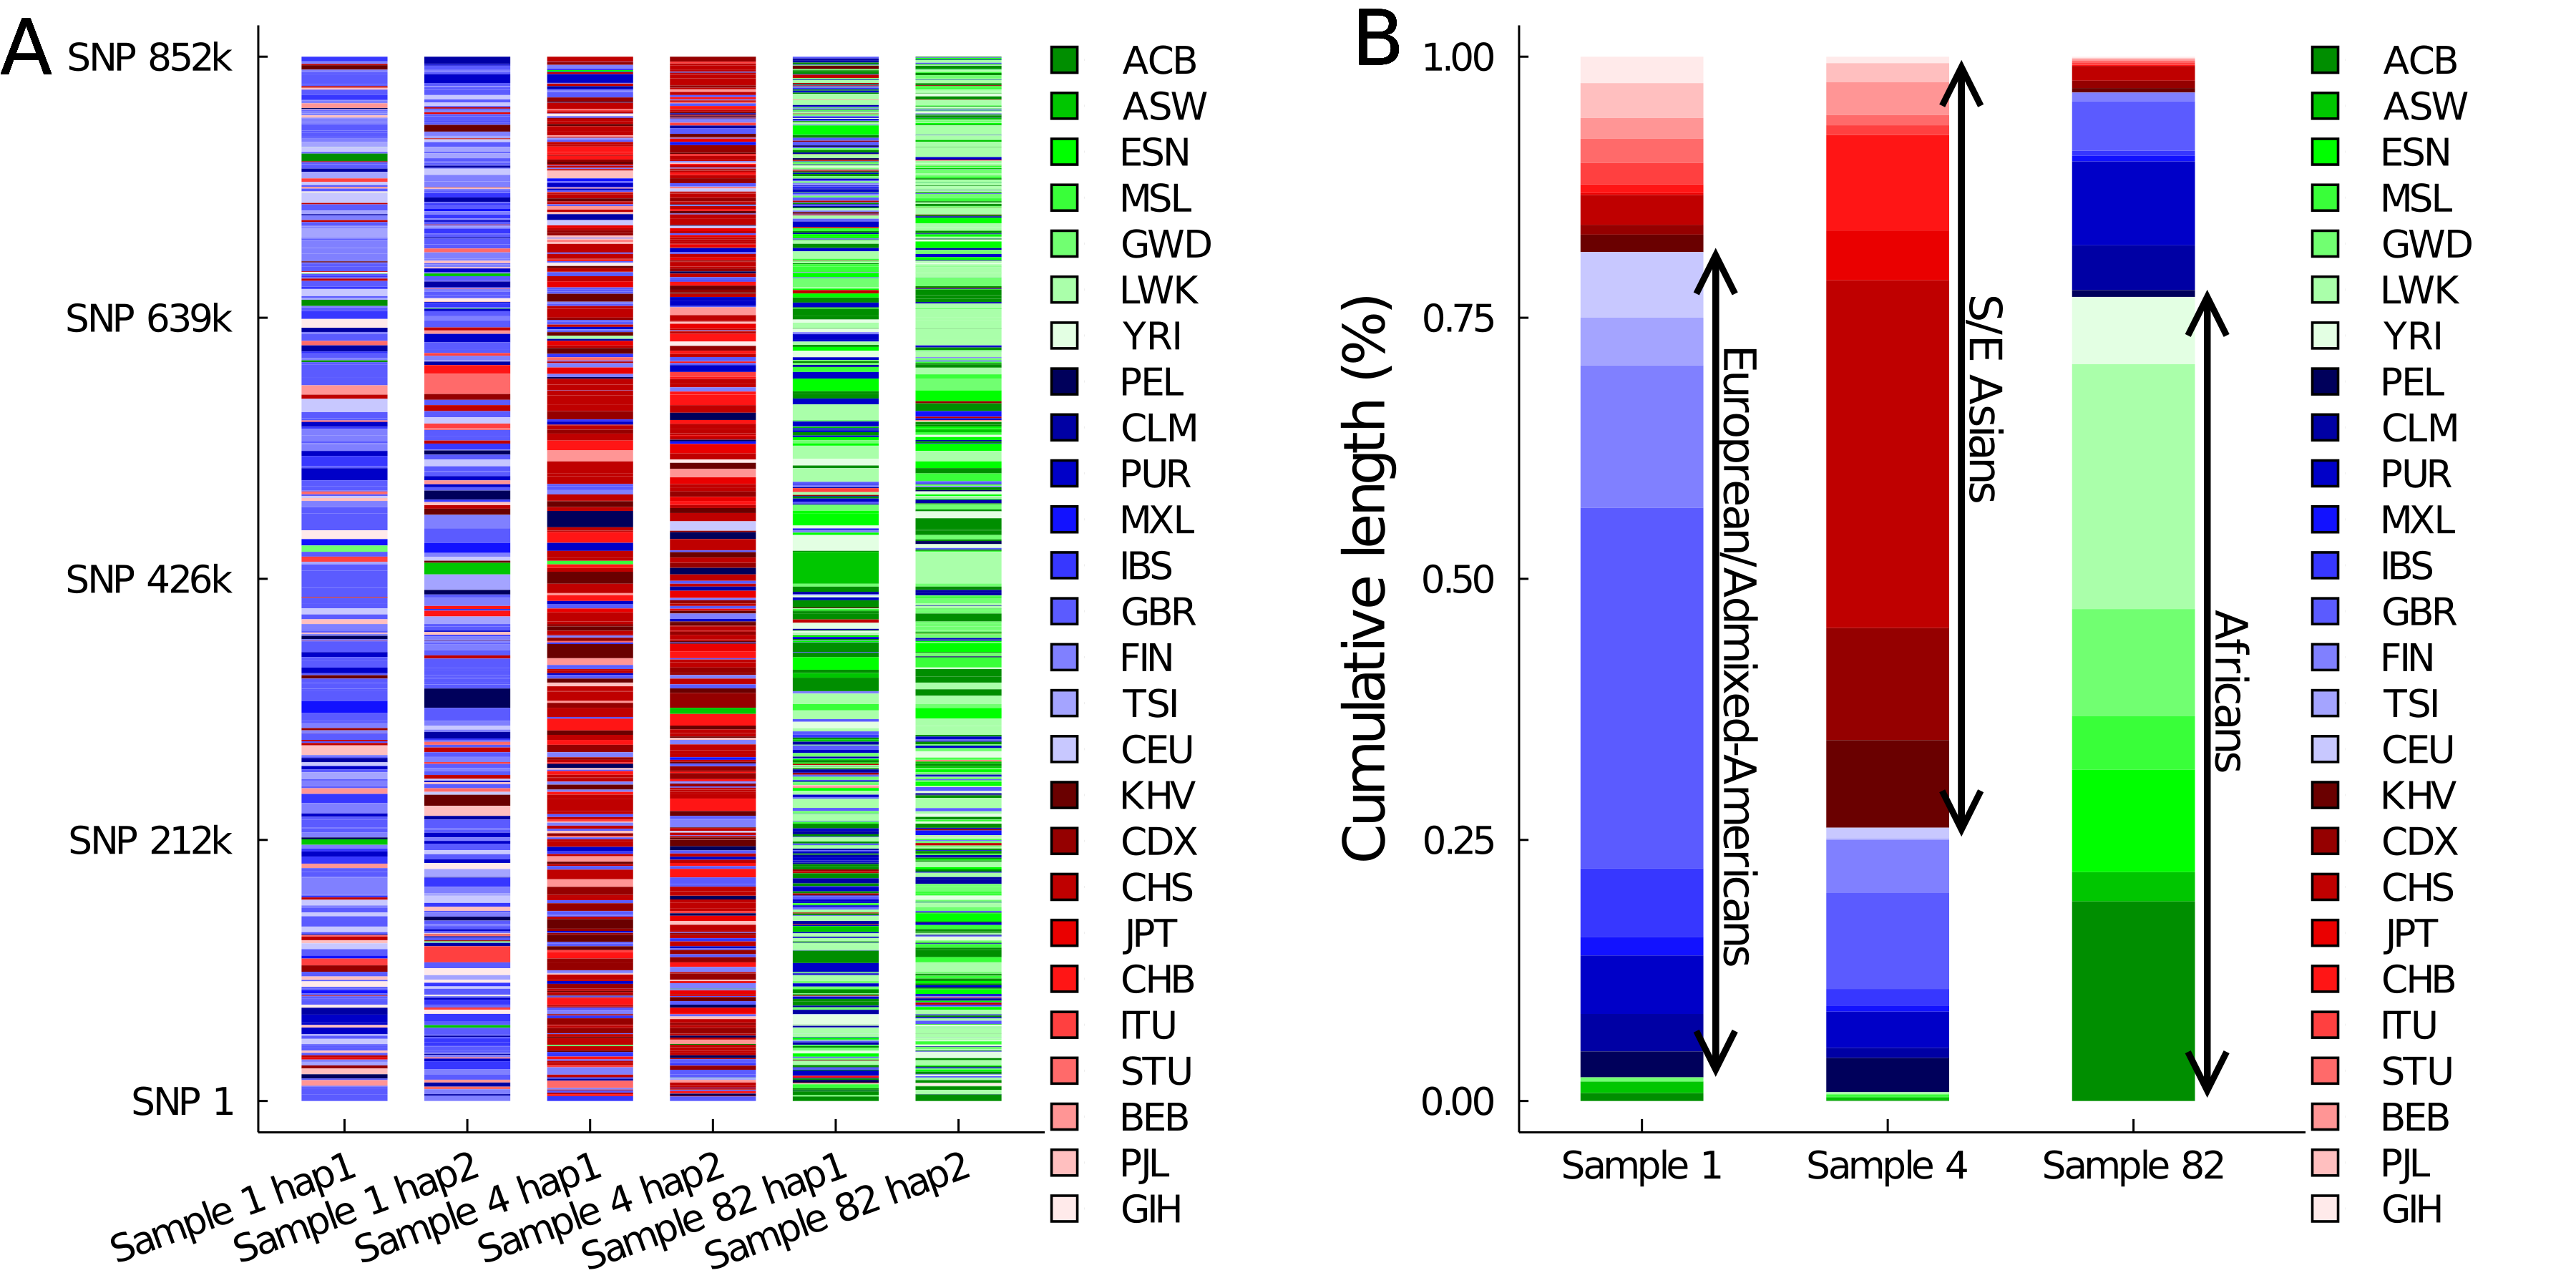 A
SNP 852k
SNP 639k
SNP 426k
SNP 212k
SNP 1
Sample 1 hap1
Sample 1 hap2
Sample 4 hap1
Sample 4 hap2
Sample 82 hap1
Sample 82 hap2
ACB
ASW
ESN
MSL
GWD
LWK
YRI
PEL
CLM
PUR
MXL
IBS
GBR
FIN
TSI
CEU
KHV
CDX
CHS
JPT
CHB
ITU
STU
BEB
PJL
GIH
B
Cumulative length (%)
1.00
0.75
0.50
0.25
0.00
Sample 1
Sample 4
Sample 82
Europrean/Admixed-Americans
S/E Asians
Africans
ACB
ASW
ESN
MSL
GWD
LWK
YRI
PEL
CLM
PUR
MXL
IBS
GBR
FIN
TSI
CEU
KHV
CDX
CHS
JPT
CHB
ITU
STU
BEB
PJL
GIH